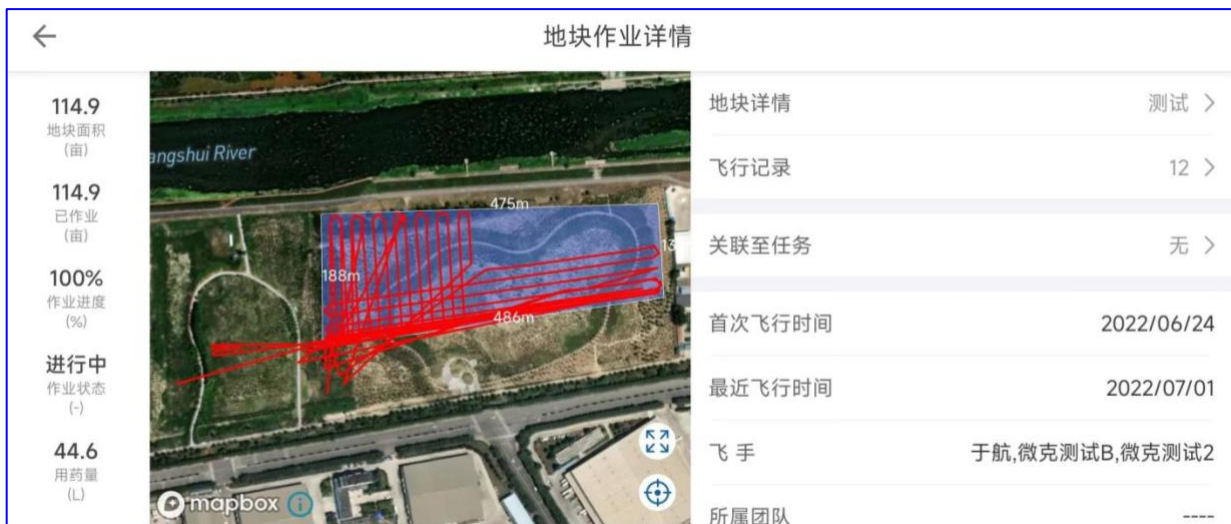 地块作业详情
114.9
地块面积
(亩)
114.9
已作业
(亩)
100%
作业进度
(%)
进行中
作业状态
(-)
44.6
用药量
(L)
angshui River
475m
13
188m
486m
mapbox
地块详情 测试
飞行记录 12
关联至任务 无
首次飞行时间 2022/06/24
最近飞行时间 2022/07/01
飞 手 于航,微克测试B,微克测试2
所属团队 ----